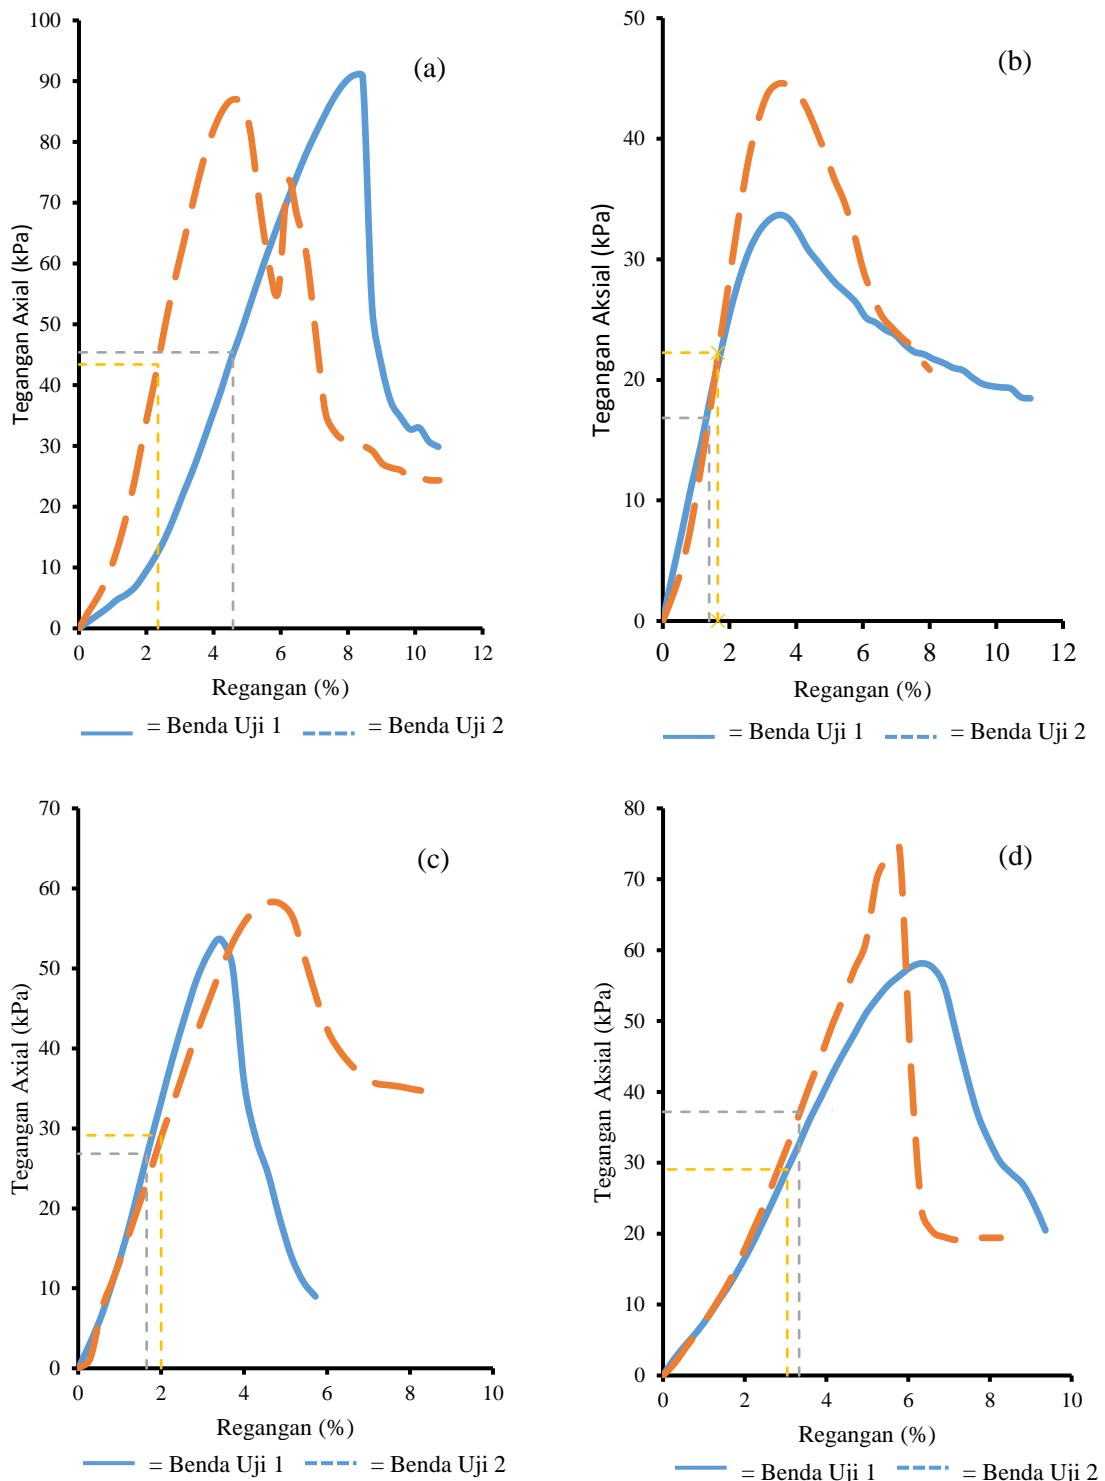 (a)
100
90
80
70
60
50
40
30
20
10
0
Tegangan Axial (kPa)
0 2 4 6 8 10 12
Regangan (%)
= Benda Uji 1 = Benda Uji 2
(b)
50
40
30
20
10
0
Tegangan Aksial (kPa)
0 2 4 6 8 10 12
Regangan (%)
= Benda Uji 1 = Benda Uji 2
(c)
70
60
50
40
30
20
10
0
Tegangan Axial (kPa)
0 2 4 6 8 10
Regangan (%)
= Benda Uji 1 = Benda Uji 2
(d)
80
70
60
50
40
30
20
10
0
Tegangan Aksial (kPa)
0 2 4 6 8 10
Regangan (%)
= Benda Uji 1 = Benda Uji 2